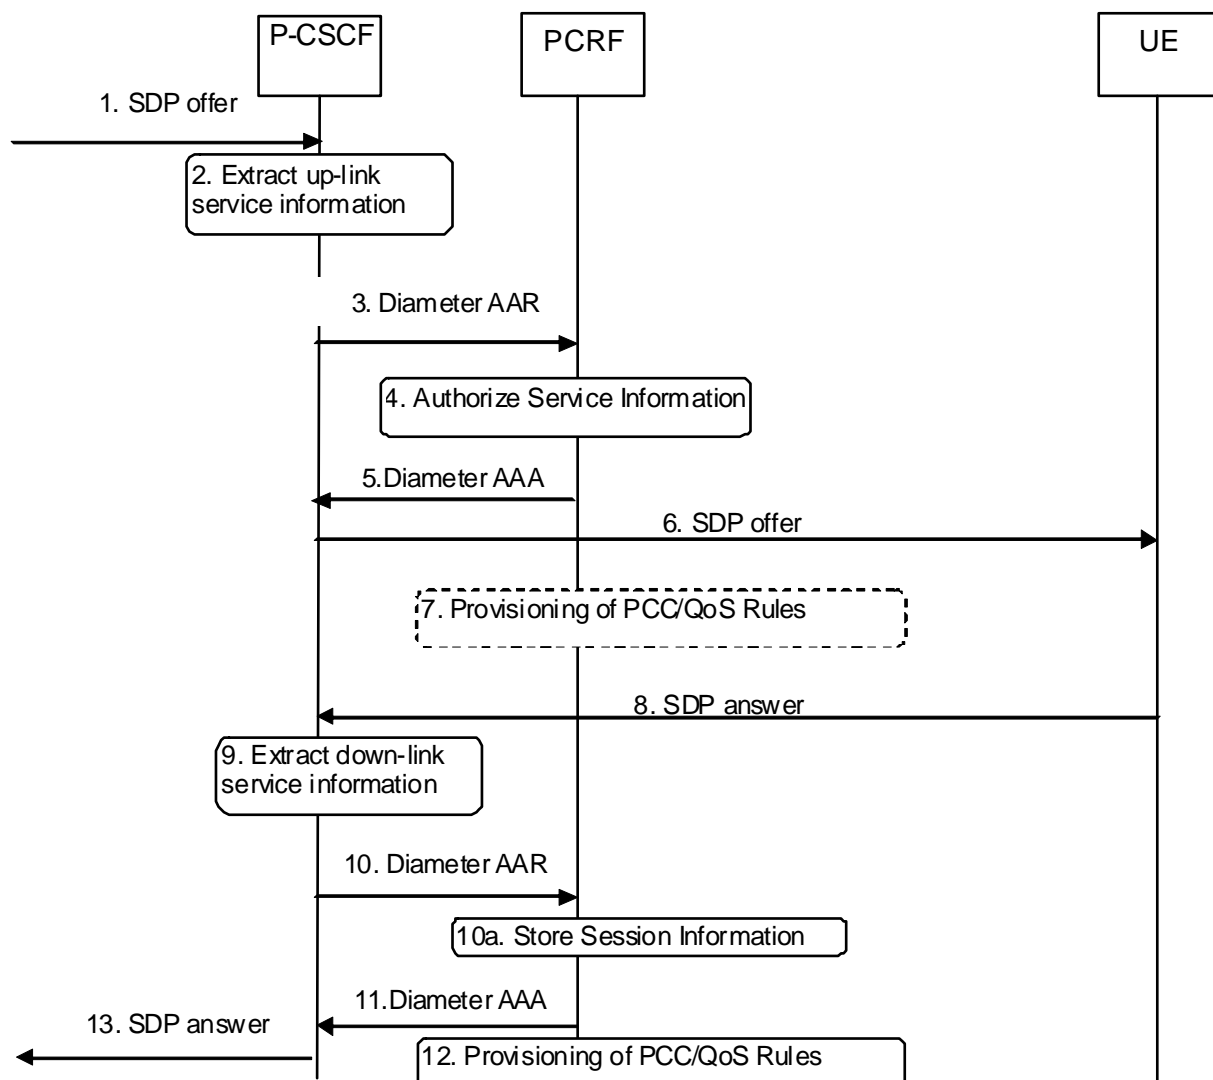 P-CSCF
PCRF
UE
1. SDP offer
2. Extract up-link
service information
3. Diameter AAR
4. Authorize Service Information
5.Diameter AAA
6. SDP offer
7. Provisioning of PCC/QoS Rules
8. SDP answer
9. Extract down-link
service information
10. Diameter AAR
10a. Store Session Information
11.Diameter AAA
13. SDP answer
12. Provisioning of PCC/QoS Rules